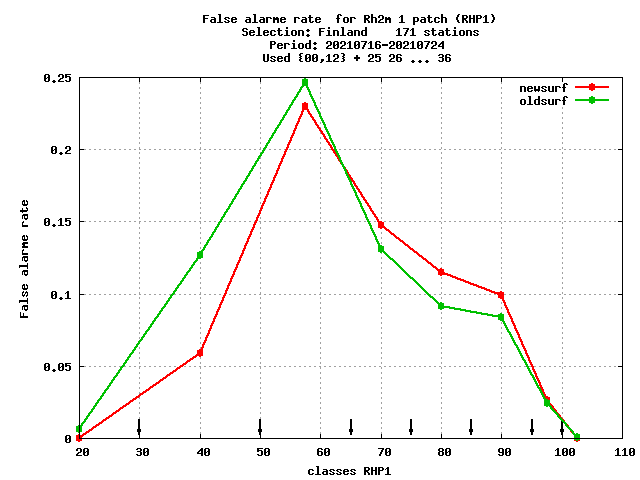 False alarme rate  for Rh2m 1 patch (RHP1)
Selection: Finland    171 stations
Period: 20210716-20210724
Used {00,12} + 25 26 ... 36
newsurf
oldsurf
0.25
0.2
0.15
0.1
0.05
0
False alarme rate
20 30 40 50 60 70 80 90 100 110
classes RHP1